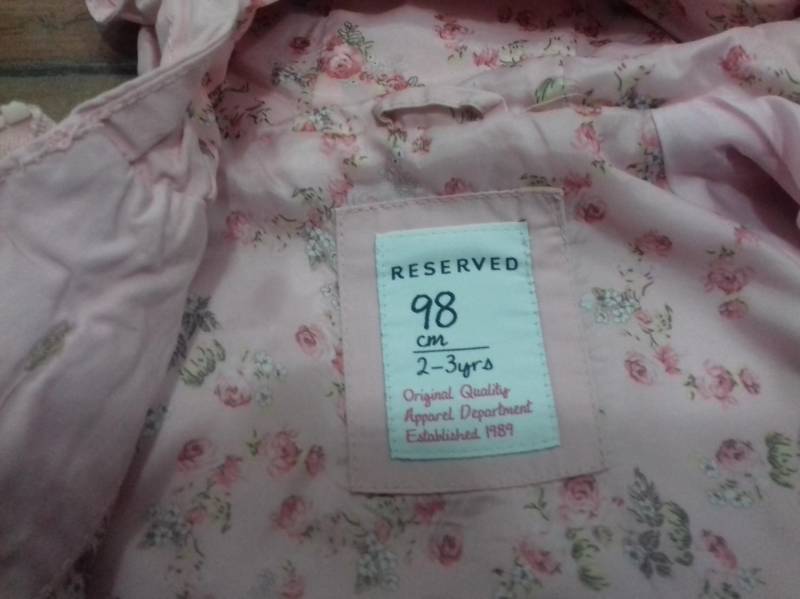 RESERVED
98
cm
2-3yrs
Original Quality
Apparel Department
Established 1989